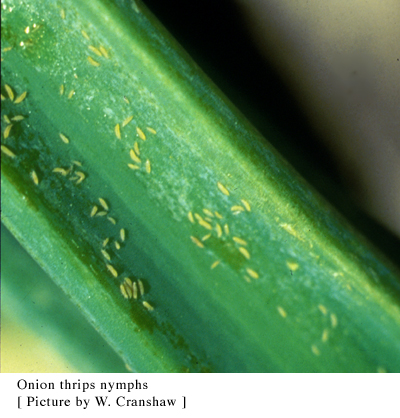 Onion thrips nymphs
[ Picture by W. Cranshaw ]